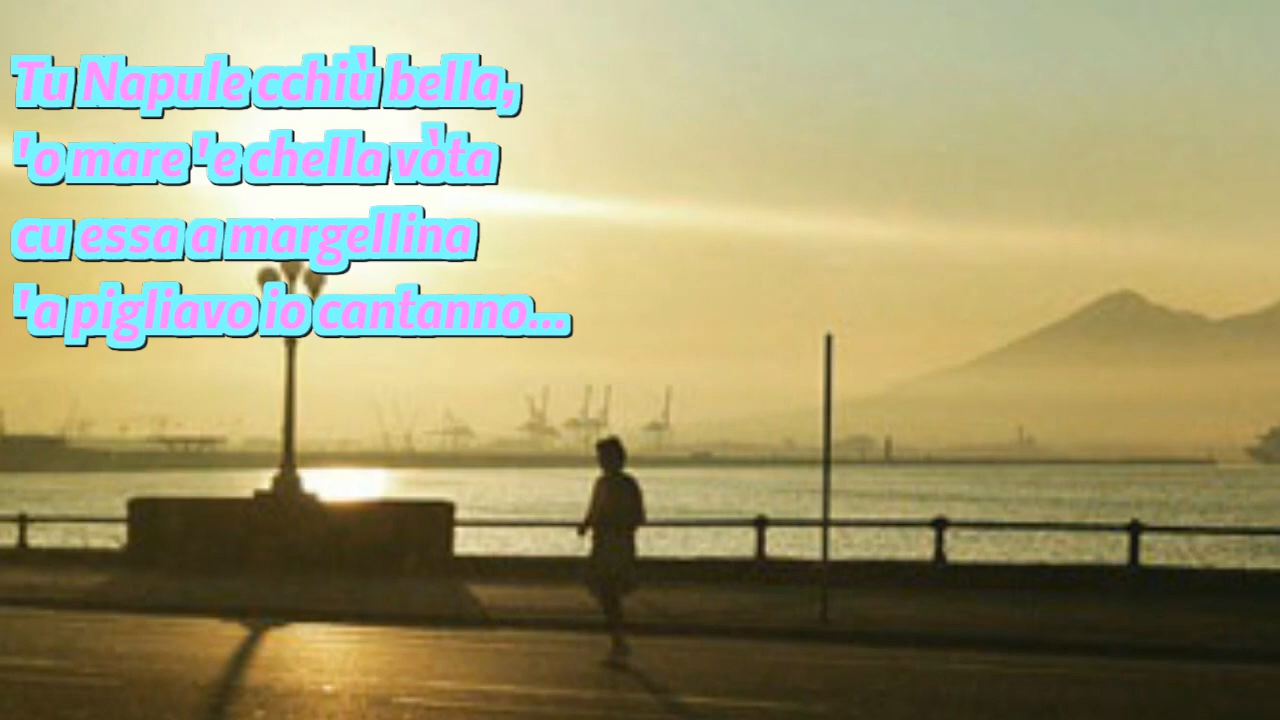 Tu Napule cchiù bella,
'o mare 'e chella vòta
cu essa a margellina
'a pigliavo io cantanno...